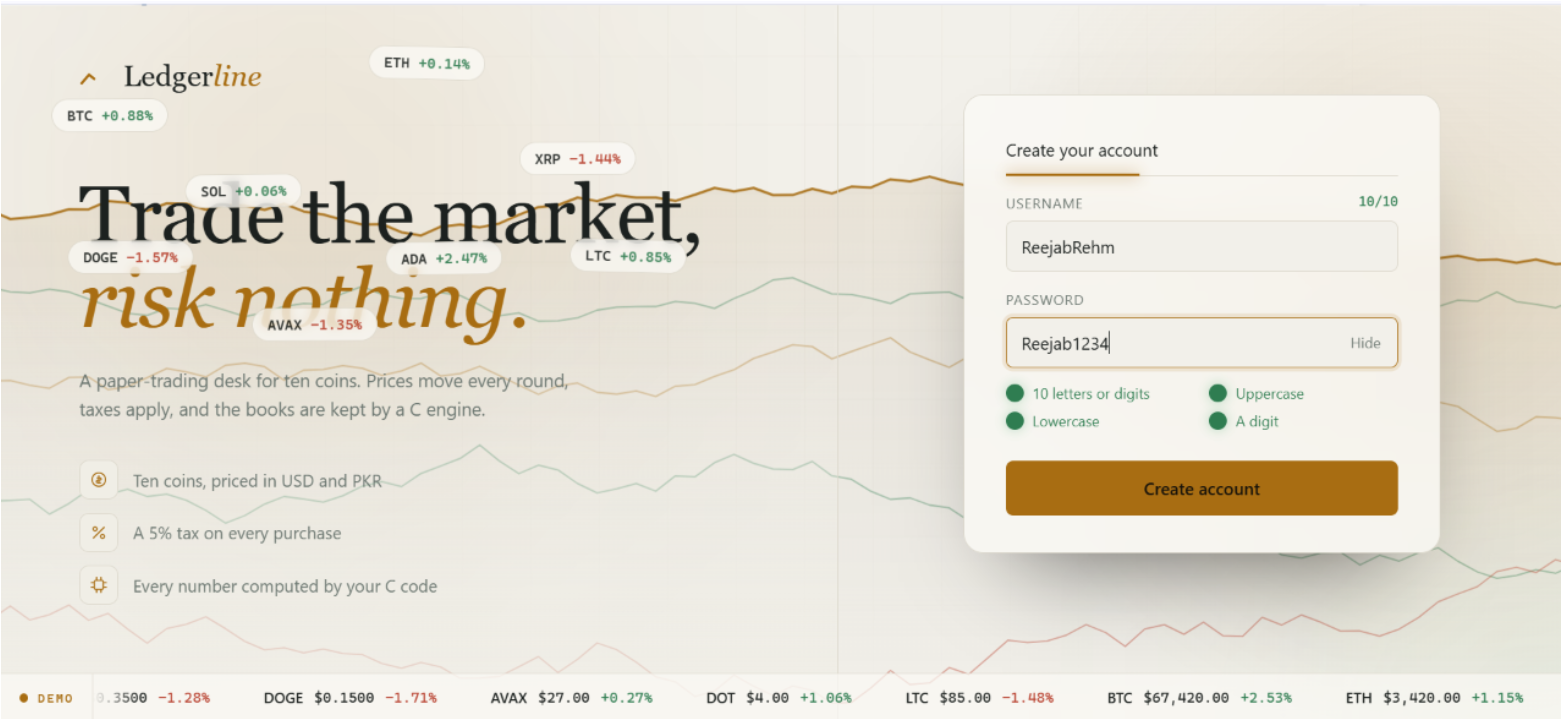 Ledgerline
ETH +0.14%
BTC +0.88%
XRP −1.44%
SOL +0.06%
Trade the market,
DOGE −1.57%
ADA +2.47%
LTC +0.85%
risk nothing.
AVAX −1.35%
A paper-trading desk for ten coins. Prices move every round,
taxes apply, and the books are kept by a C engine.
Ten coins, priced in USD and PKR
A 5% tax on every purchase
Every number computed by your C code
Create your account
USERNAME 10/10
ReejabRehm
PASSWORD
Reejab1234 Hide
10 letters or digits Uppercase
Lowercase A digit
Create account
DEMO 0.3500 −1.28% DOGE $0.1500 −1.71% AVAX $27.00 +0.27% DOT $4.00 +1.06% LTC $85.00 −1.48% BTC $67,420.00 +2.53% ETH $3,420.00 +1.15%